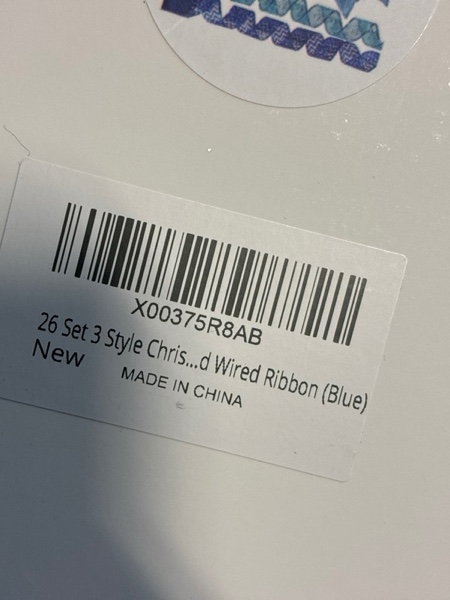 X00375R8AB
26 Set 3 Style Chris...d Wired Ribbon (Blue)
New
MADE IN CHINA